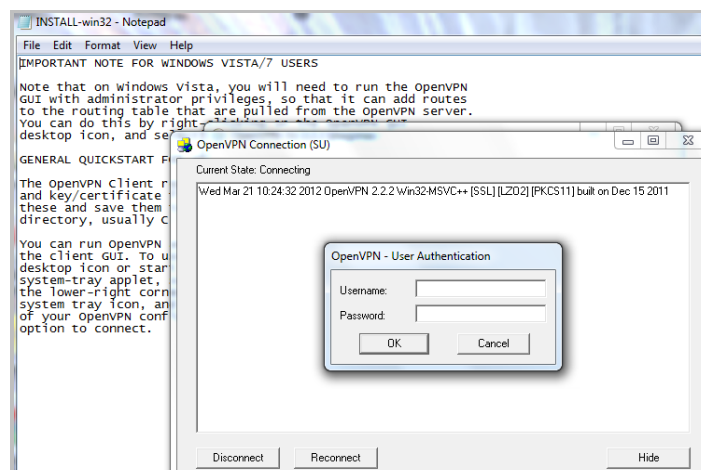 INSTALL-win32 - Notepad
File Edit Format View Help
IMPORTANT NOTE FOR WINDOWS VISTA/7 USERS
Note that on Windows Vista, you will need to run the OpenVPN
GUI with administrator privileges, so that it can add routes
to the routing table that are pulled from the OpenVPN server.
You can do this by right-clicking on the OpenVPN GUI
desktop icon, and se
GENERAL QUICKSTART F
The OpenVPN Client r
and key/certificate
these and save them
directory, usually C
You can run OpenVPN
the client GUI. To u
desktop icon or star
system-tray applet,
the lower-right corn
system tray icon, an
of your OpenVPN conf
option to connect.
OpenVPN Connection (SU)
Current State: Connecting
Wed Mar 21 10:24:32 2012 OpenVPN 2.2.2 Win32-MSVC++ [SSL] [LZO2] [PKCS11] built on Dec 15 2011
OpenVPN - User Authentication
Username:
Password:
OK Cancel
Disconnect Reconnect Hide